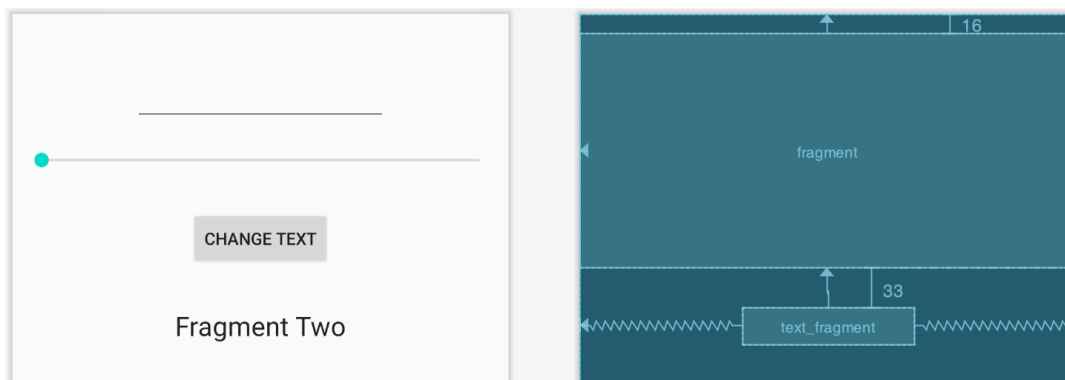 CHANGE TEXT
Fragment Two
16
fragment
33
text_fragment